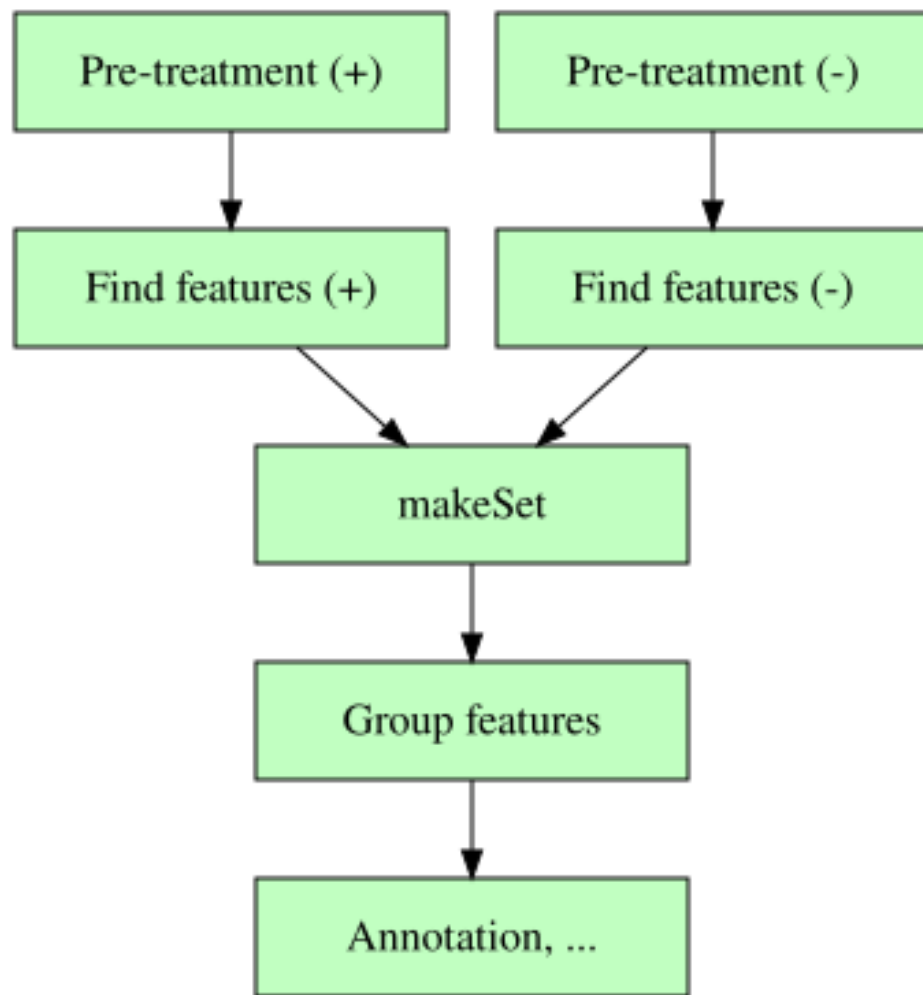 Pre-treatment (+)
Pre-treatment (-)
Find features (+)
Find features (-)
makeSet
Group features
Annotation, ...